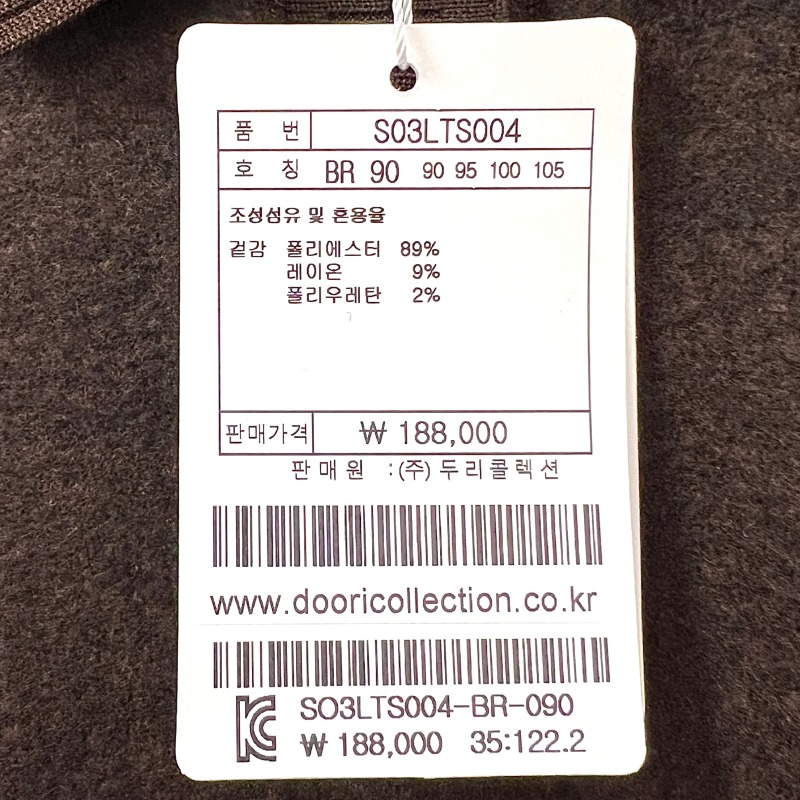 품 번 S03LTS004
호 칭 BR 90 90 95 100 105
조성섬유 및 혼용율
겉감 폴리에스터 89%
레이온 9%
폴리우레탄 2%
판매가격 ₩ 188,000
판매원 :(주)두리콜렉션
www.dooricollection.co.kr
SO3LTS004-BR-090
₩ 188,000 35:122.2